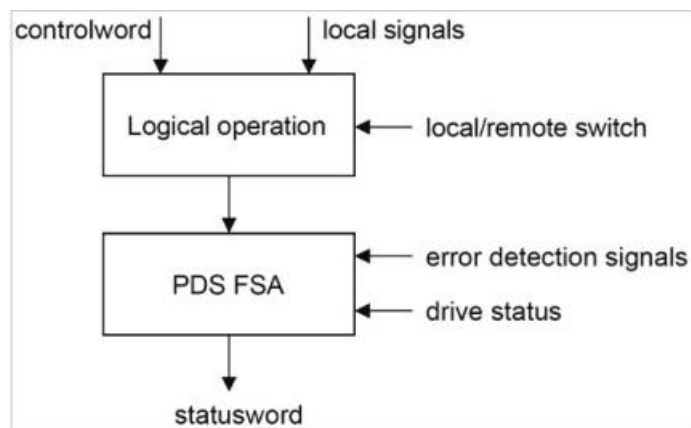 controlword
local signals
Logical operation
local/remote switch
PDS FSA
error detection signals
drive status
statusword